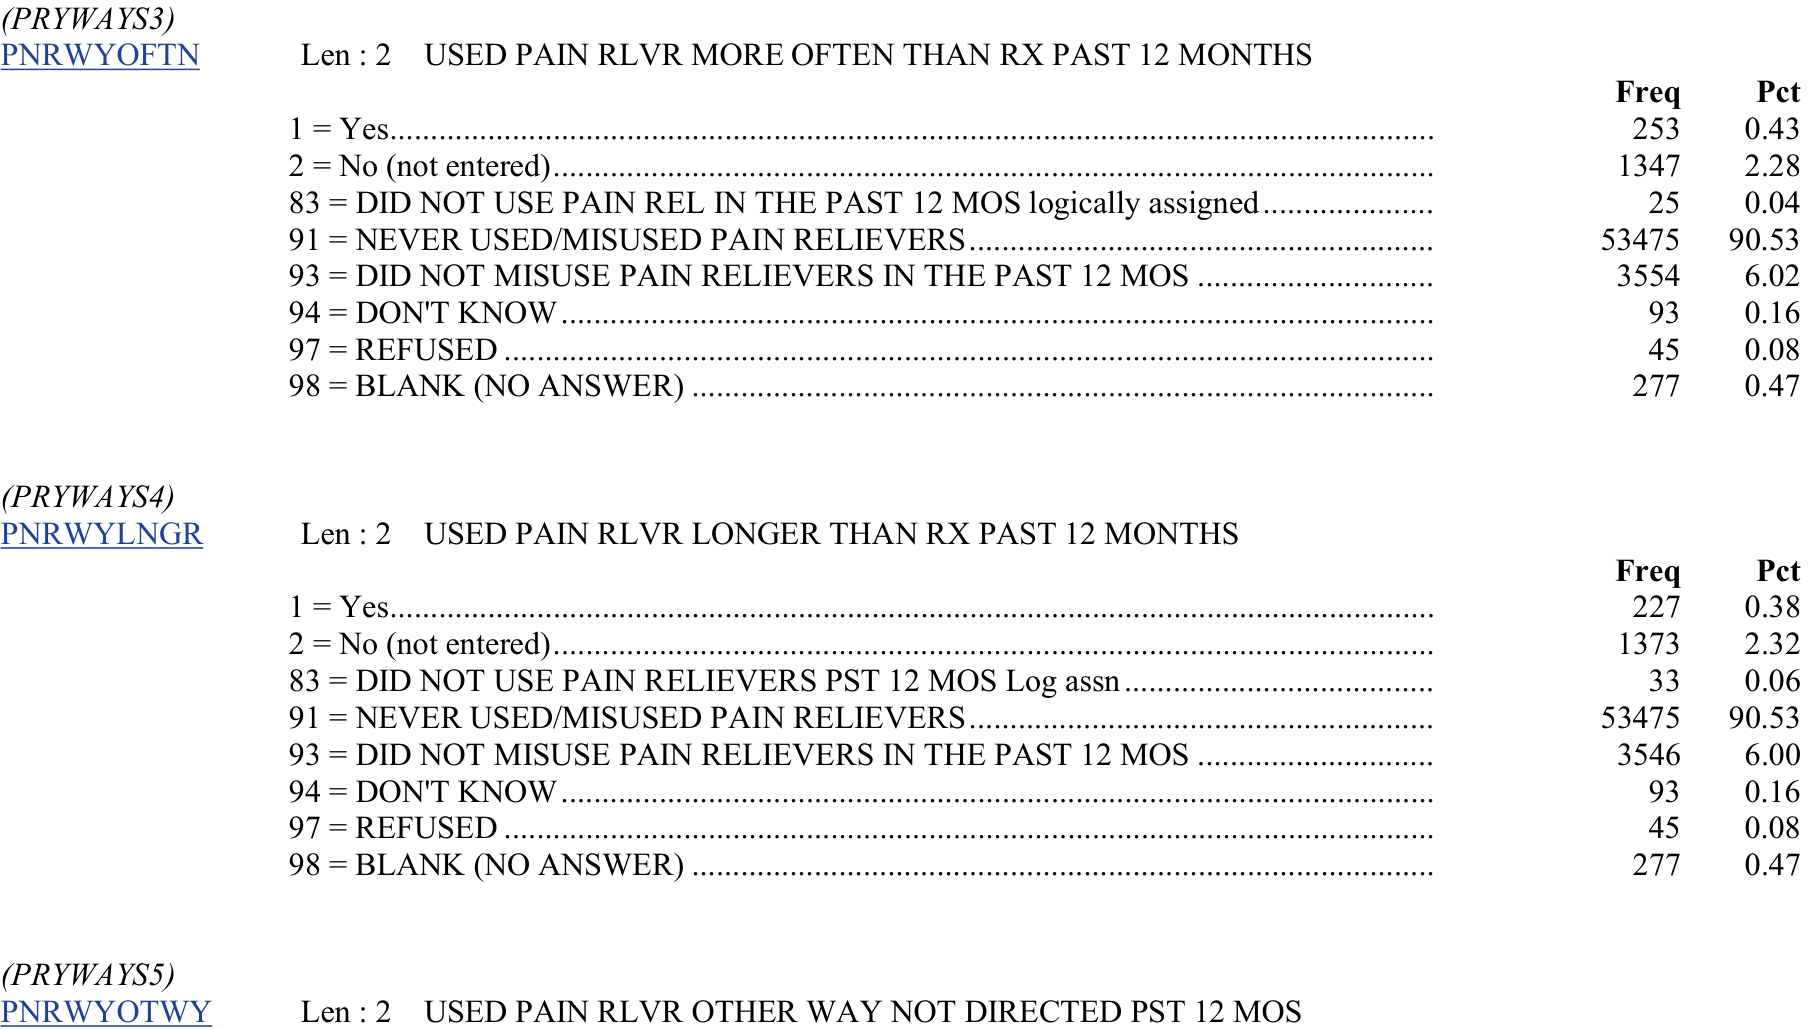 (PRYWAYS3)
PNRWYOFTN Len : 2 USED PAIN RLVR MORE OFTEN THAN RX PAST 12 MONTHS
Freq Pct
1 = Yes.................................................................................................................................. 253 0.43
2 = No (not entered).............................................................................................................. 1347 2.28
83 = DID NOT USE PAIN REL IN THE PAST 12 MOS logically assigned..................... 25 0.04
91 = NEVER USED/MISUSED PAIN RELIEVERS.......................................................... 53475 90.53
93 = DID NOT MISUSE PAIN RELIEVERS IN THE PAST 12 MOS ............................. 3554 6.02
94 = DON'T KNOW............................................................................................................. 93 0.16
97 = REFUSED .................................................................................................................... 45 0.08
98 = BLANK (NO ANSWER) ............................................................................................ 277 0.47
(PRYWAYS4)
PNRWYLNGR Len : 2 USED PAIN RLVR LONGER THAN RX PAST 12 MONTHS
Freq Pct
1 = Yes.................................................................................................................................. 227 0.38
2 = No (not entered).............................................................................................................. 1373 2.32
83 = DID NOT USE PAIN RELIEVERS PST 12 MOS Log assn...................................... 33 0.06
91 = NEVER USED/MISUSED PAIN RELIEVERS.......................................................... 53475 90.53
93 = DID NOT MISUSE PAIN RELIEVERS IN THE PAST 12 MOS ............................. 3546 6.00
94 = DON'T KNOW............................................................................................................. 93 0.16
97 = REFUSED .................................................................................................................... 45 0.08
98 = BLANK (NO ANSWER) ............................................................................................ 277 0.47
(PRYWAYS5)
PNRWYOTWY Len : 2 USED PAIN RLVR OTHER WAY NOT DIRECTED PST 12 MOS